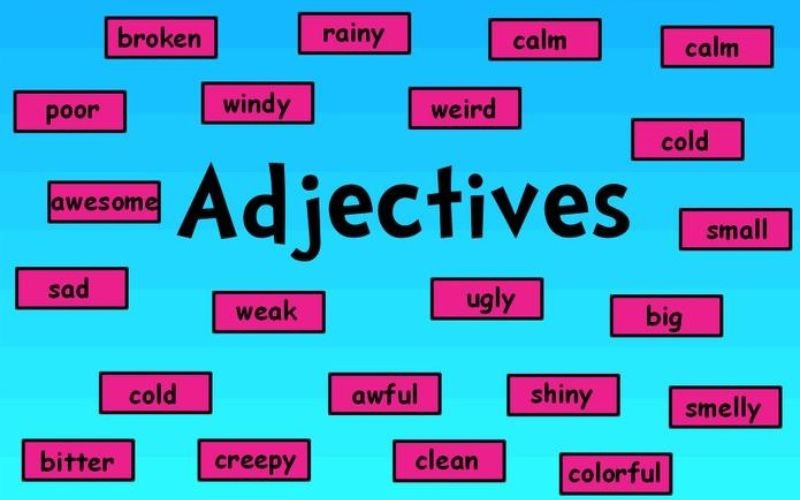 broken
rainy
calm
calm
poor
windy
weird
cold
awesome
Adjectives
small
sad
weak
ugly
big
cold
awful
shiny
smelly
bitter
creepy
clean
colorful